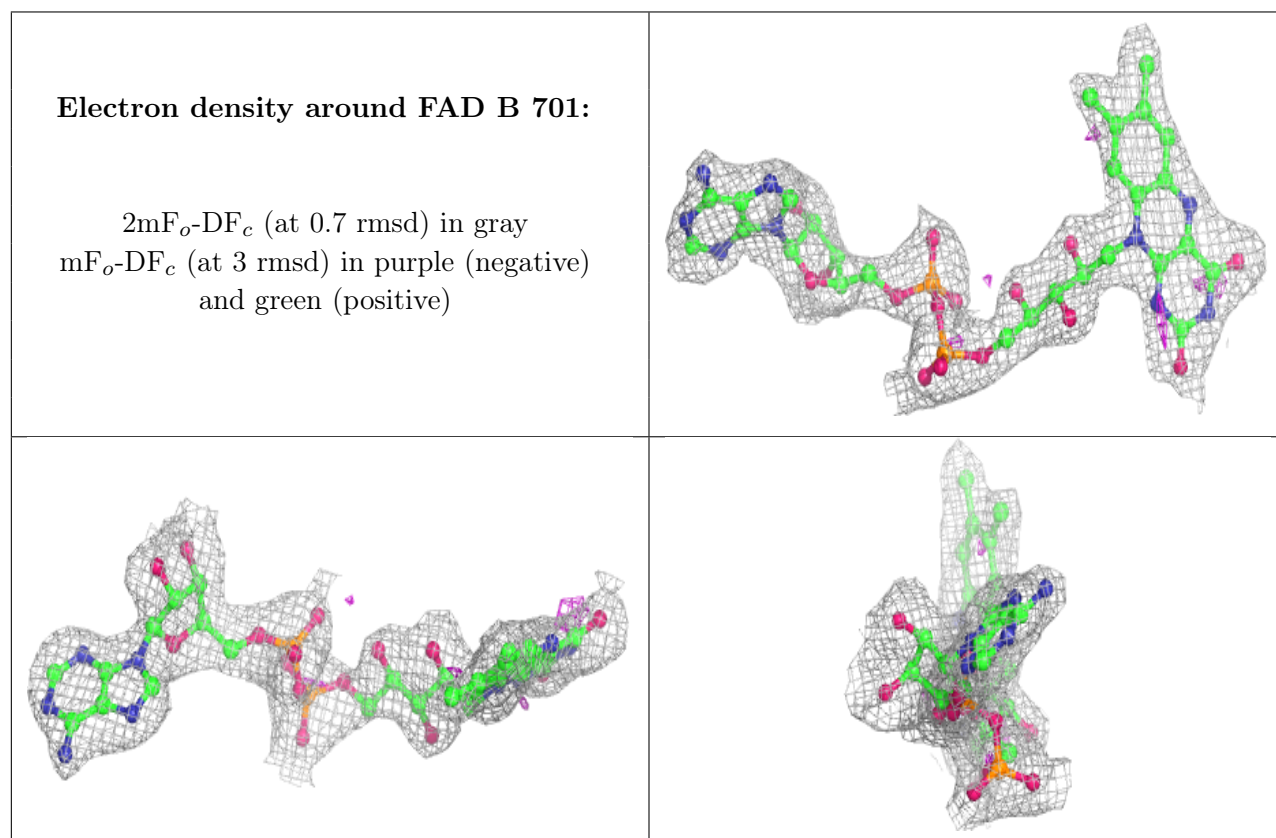 Electron density around FAD B 701:
2mFo-DFc (at 0.7 rmsd) in gray
mFo-DFc (at 3 rmsd) in purple (negative)
and green (positive)